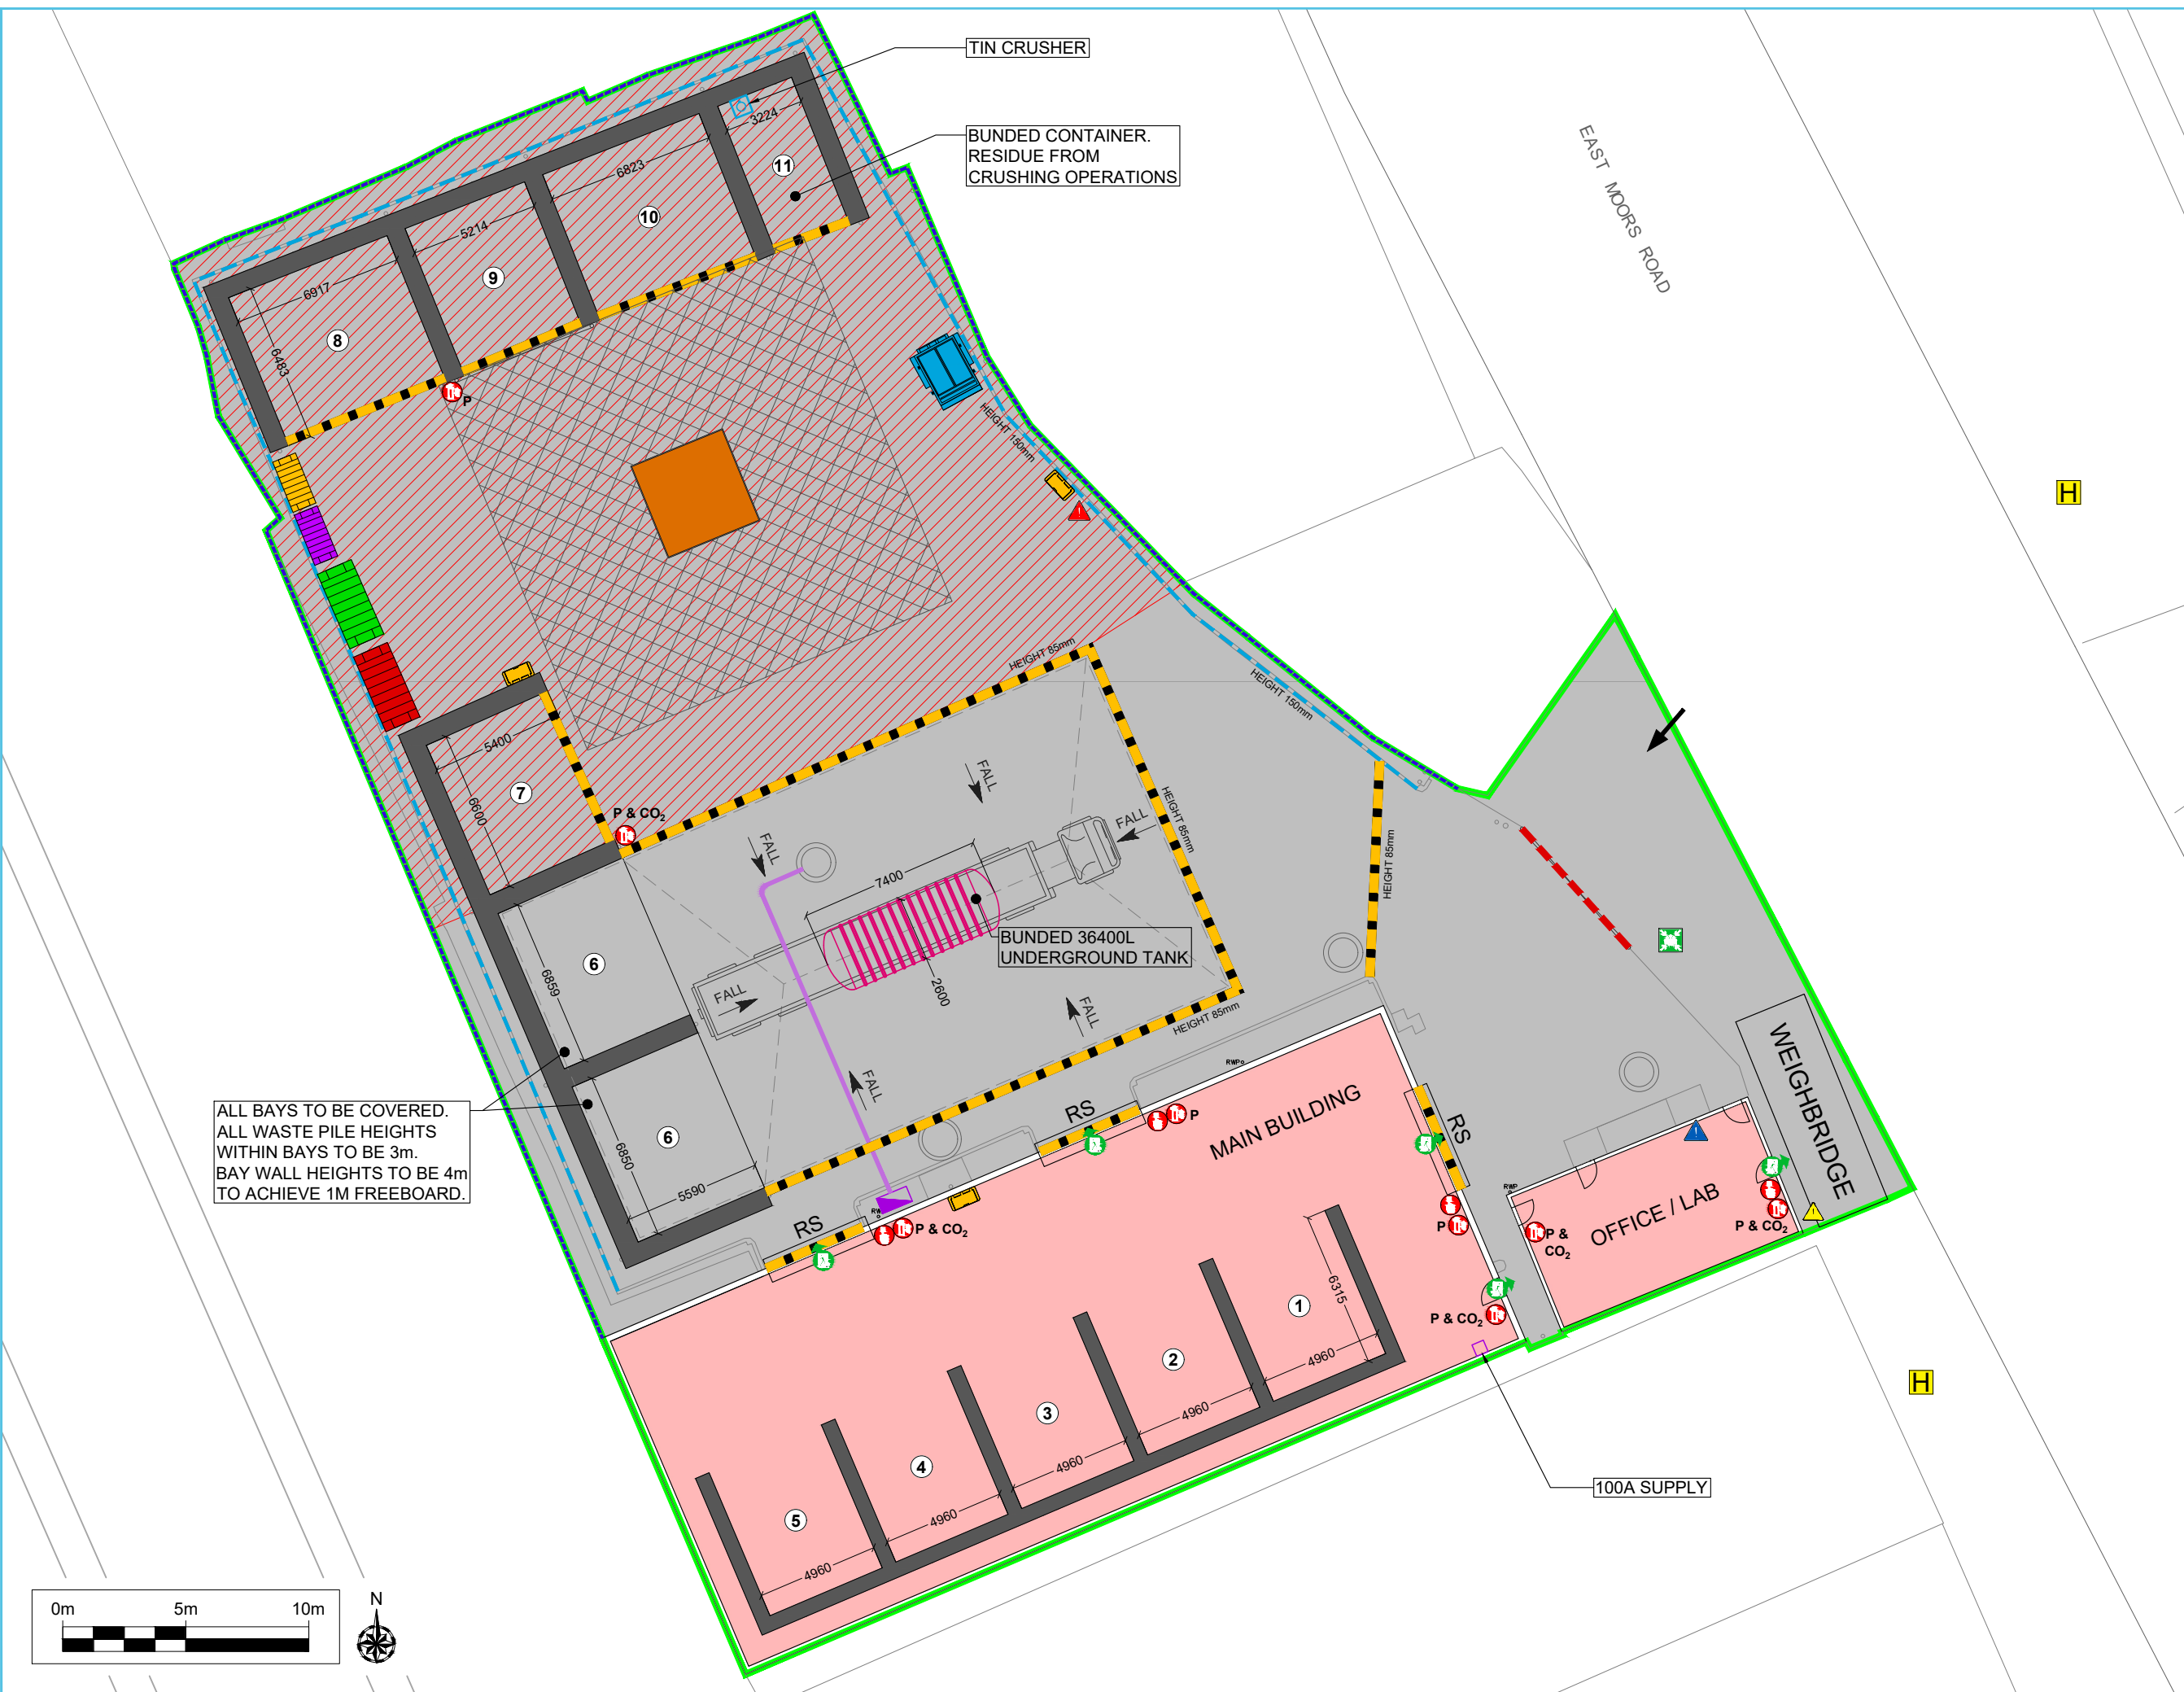 TIN CRUSHER
3224
BUNDED CONTAINER.
RESIDUE FROM
CRUSHING OPERATIONS
EAST MOORS ROAD
11
6823
10
5214
9
6917
8
6483
P
HEIGHT 150mm
H
HEIGHT 85mm
HEIGHT 150mm
5400
7
6600
P & CO2
FALL
FALL
FALL
HEIGHT 85mm
HEIGHT 85mm
7400
BUNDED 36400L
UNDERGROUND TANK
6
6859
FALL
2600
FALL
HEIGHT 85mm
WEIGHBRIDGE
FALL
RWP
ALL BAYS TO BE COVERED.
ALL WASTE PILE HEIGHTS
WITHIN BAYS TO BE 3m.
BAY WALL HEIGHTS TO BE 4m
TO ACHIEVE 1M FREEBOARD.
6
6850
5590
RS
P
MAIN BUILDING
RS
RWP
OFFICE / LAB
RS
P & CO2
P
P &
CO2
P & CO2
P & CO2
1
6315
4960
2
4960
3
4960
4
4960
5
4960
H
100A SUPPLY
0m
5m
10m
N